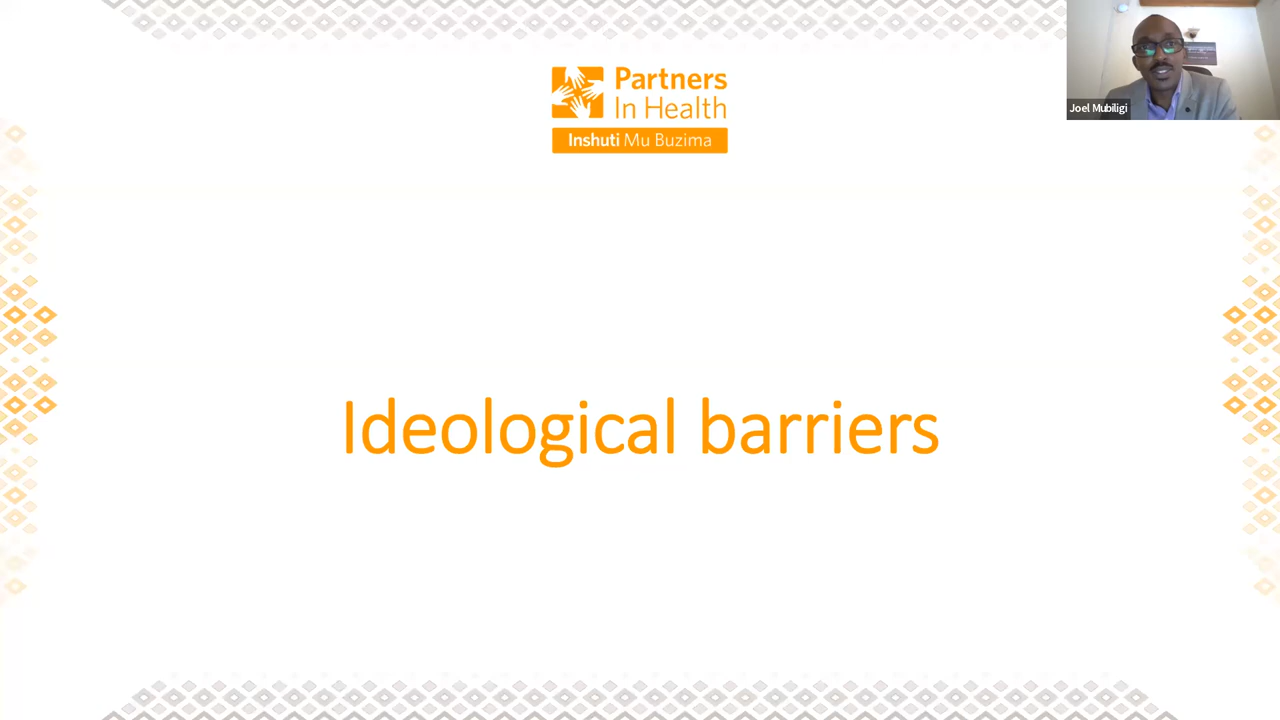 Partners
In Health
Inshuti Mu Buzima
Joel Mubiligi
Ideological barriers